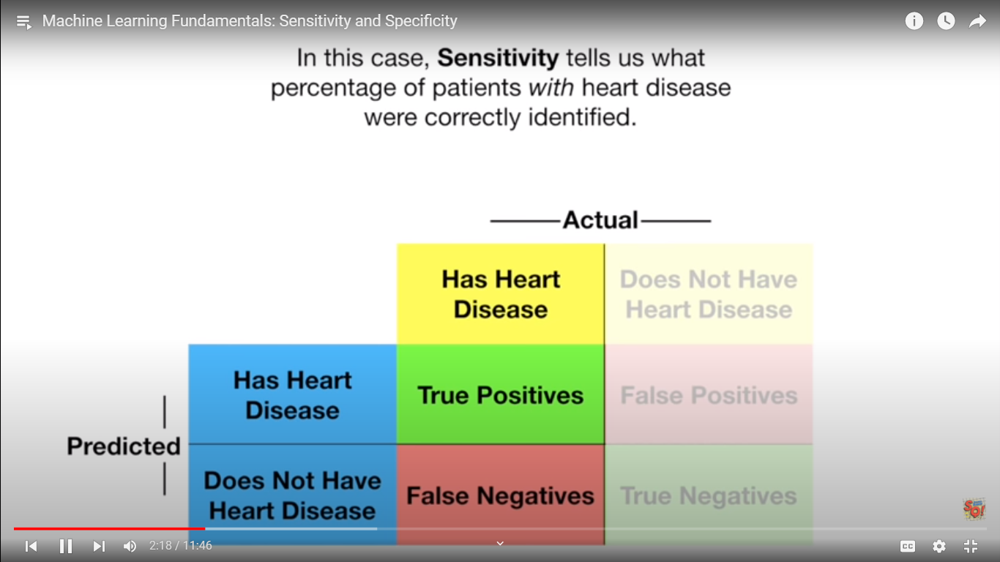 Machine Learning Fundamentals: Sensitivity and Specificity
In this case, Sensitivity tells us what
percentage of patients with heart disease
were correctly identified.
Actual
Has Heart
Disease
Does Not Have
Heart Disease
Has Heart
Disease
True Positives
False Positives
Predicted
Does Not Have
Heart Disease
False Negatives
True Negatives
SQ!
2:18 / 11:46
CC